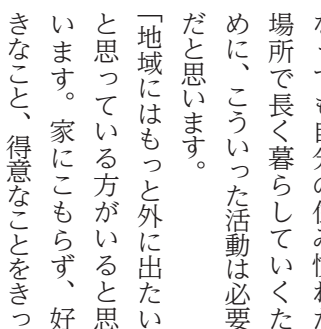 も自分の住み慣れた
場所で長く暮らしていくた
めに、こういった活動は必要
だと思います。
「地域にはもっと外に出たい
と思っている方がいると思
います。家にこもらず、好
きなこと、得意なことをきっ